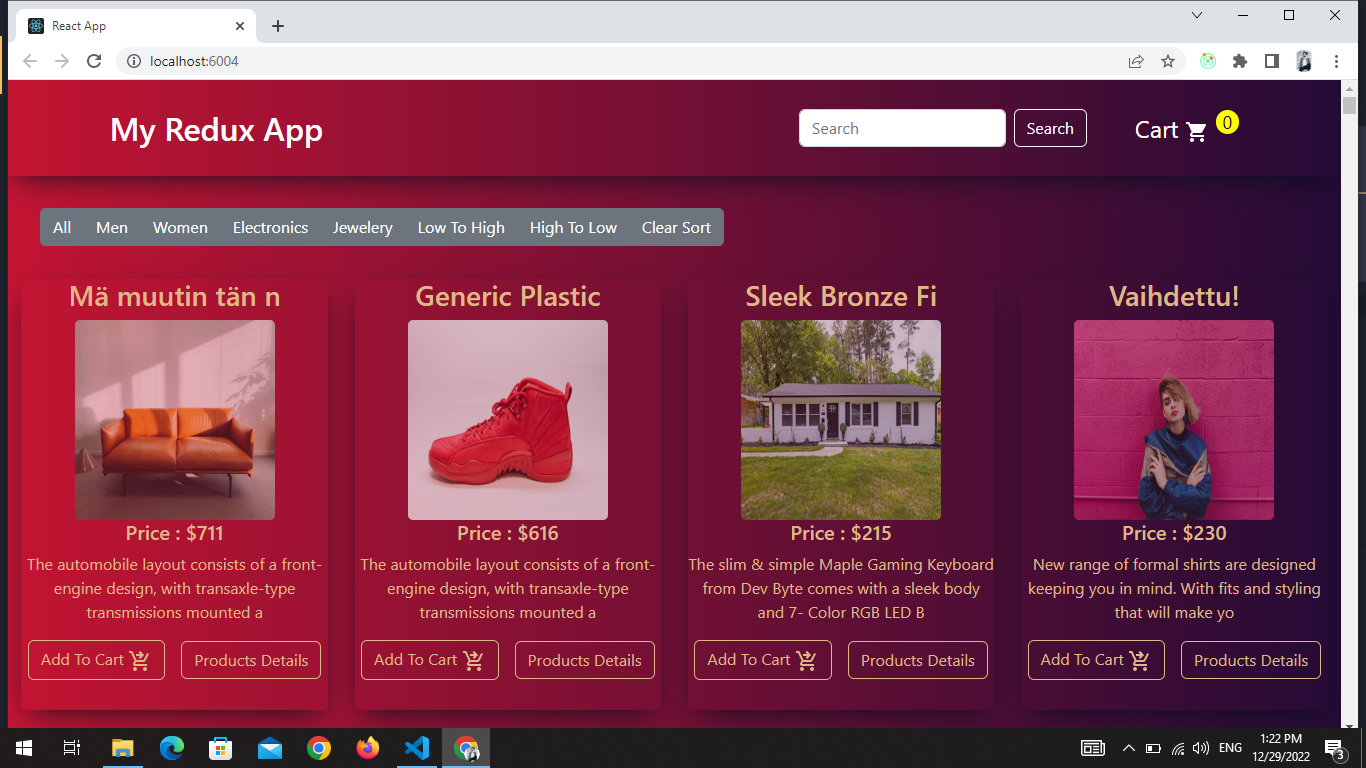 React App
localhost:6004
My Redux App
Search
Search
Cart
0
All Men Women Electronics Jewelery Low To High High To Low Clear Sort
Mä muutin tän n
Price : $711
The automobile layout consists of a front-
engine design, with transaxle-type
transmissions mounted a
Add To Cart
Products Details
Generic Plastic
Price : $616
The automobile layout consists of a front-
engine design, with transaxle-type
transmissions mounted a
Add To Cart
Products Details
Sleek Bronze Fi
Price : $215
The slim & simple Maple Gaming Keyboard
from Dev Byte comes with a sleek body
and 7- Color RGB LED B
Add To Cart
Products Details
Vaihdettu!
Price : $230
New range of formal shirts are designed
keeping you in mind. With fits and styling
that will make yo
Add To Cart
Products Details
ENG
1:22 PM
12/29/2022
3